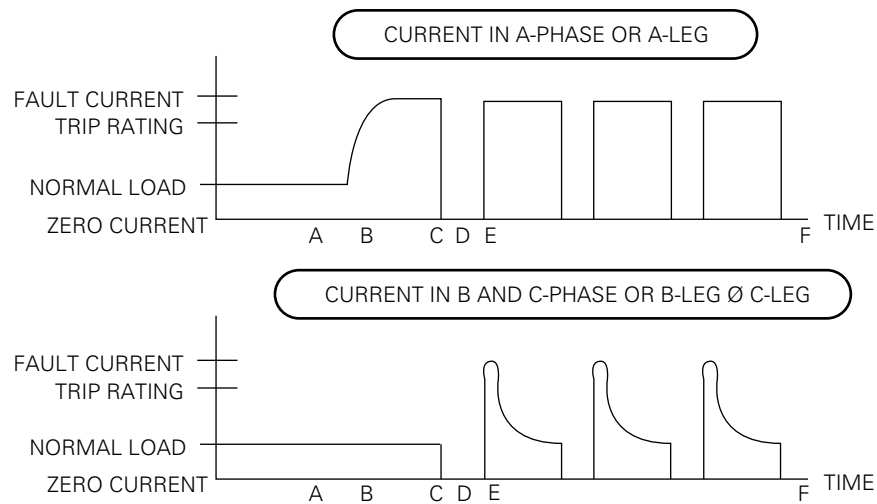 CURRENT IN A-PHASE OR A-LEG
FAULT CURRENT
TRIP RATING
NORMAL LOAD
ZERO CURRENT
A B C D E F TIME
CURRENT IN B AND C-PHASE OR B-LEG Ø C-LEG
FAULT CURRENT
TRIP RATING
NORMAL LOAD
ZERO CURRENT
A B C D E F TIME